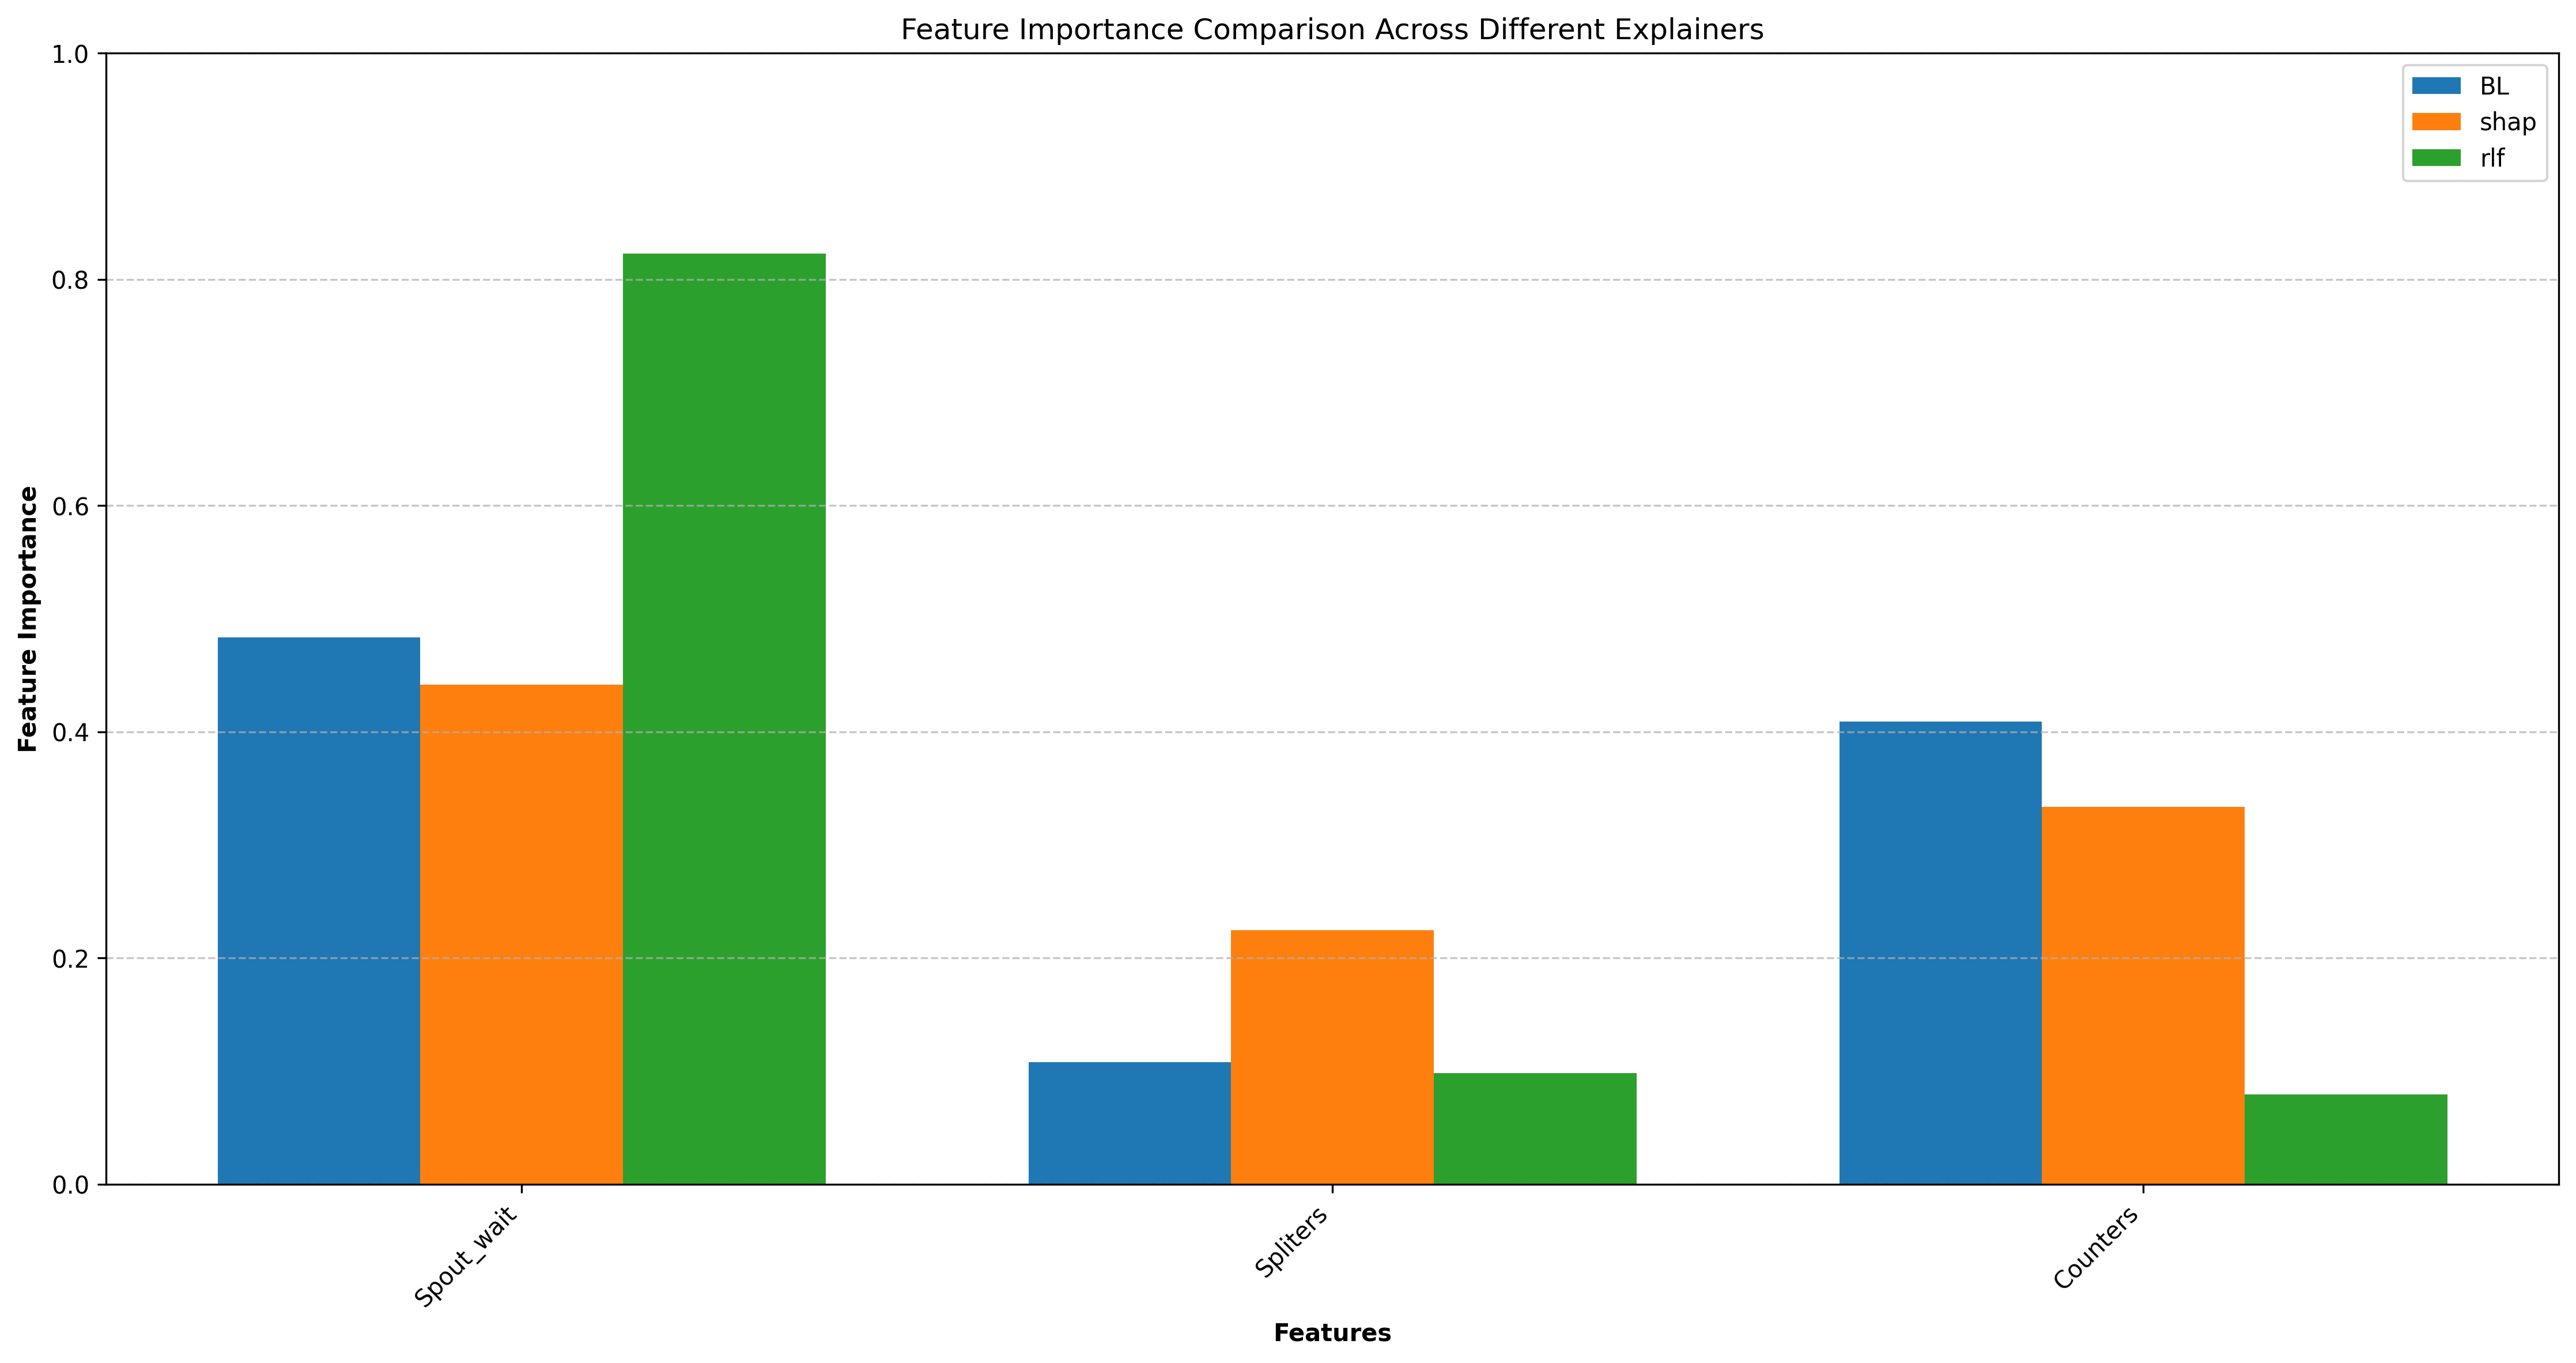 Feature Importance Comparison Across Different Explainers
1.0
0.8
0.6
0.4
0.2
0.0
Feature Importance
BL
shap
rlf
Spout_wait
Spliters
Counters
Features